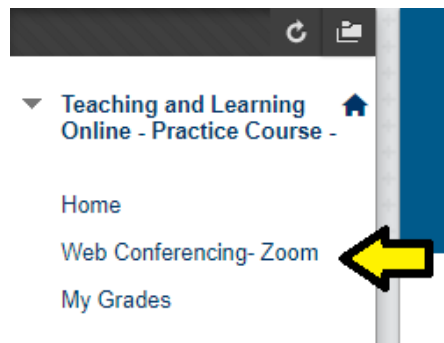 Teaching and Learning
Online - Practice Course -
Home
Web Conferencing- Zoom
My Grades